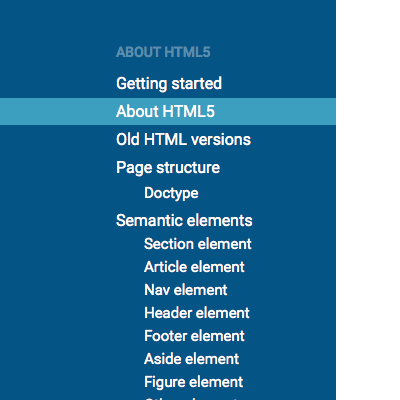 ABOUT HTML5
Getting started
About HTML5
Old HTML versions
Page structure
Doctype
Semantic elements
Section element
Article element
Nav element
Header element
Footer element
Aside element
Figure element